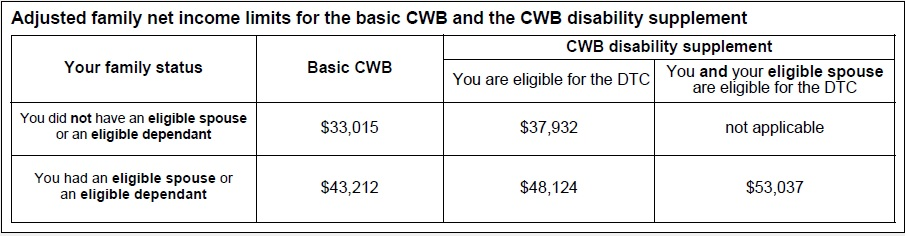 Adjusted family net income limits for the basic CWB and the CWB disability supplement
Your family status
Basic CWB
CWB disability supplement
You are eligible for the DTC
You and your eligible spouse
are eligible for the DTC
You did not have an eligible spouse
or an eligible dependant
$33,015
$37,932
not applicable
You had an eligible spouse or
an eligible dependant
$43,212
$48,124
$53,037